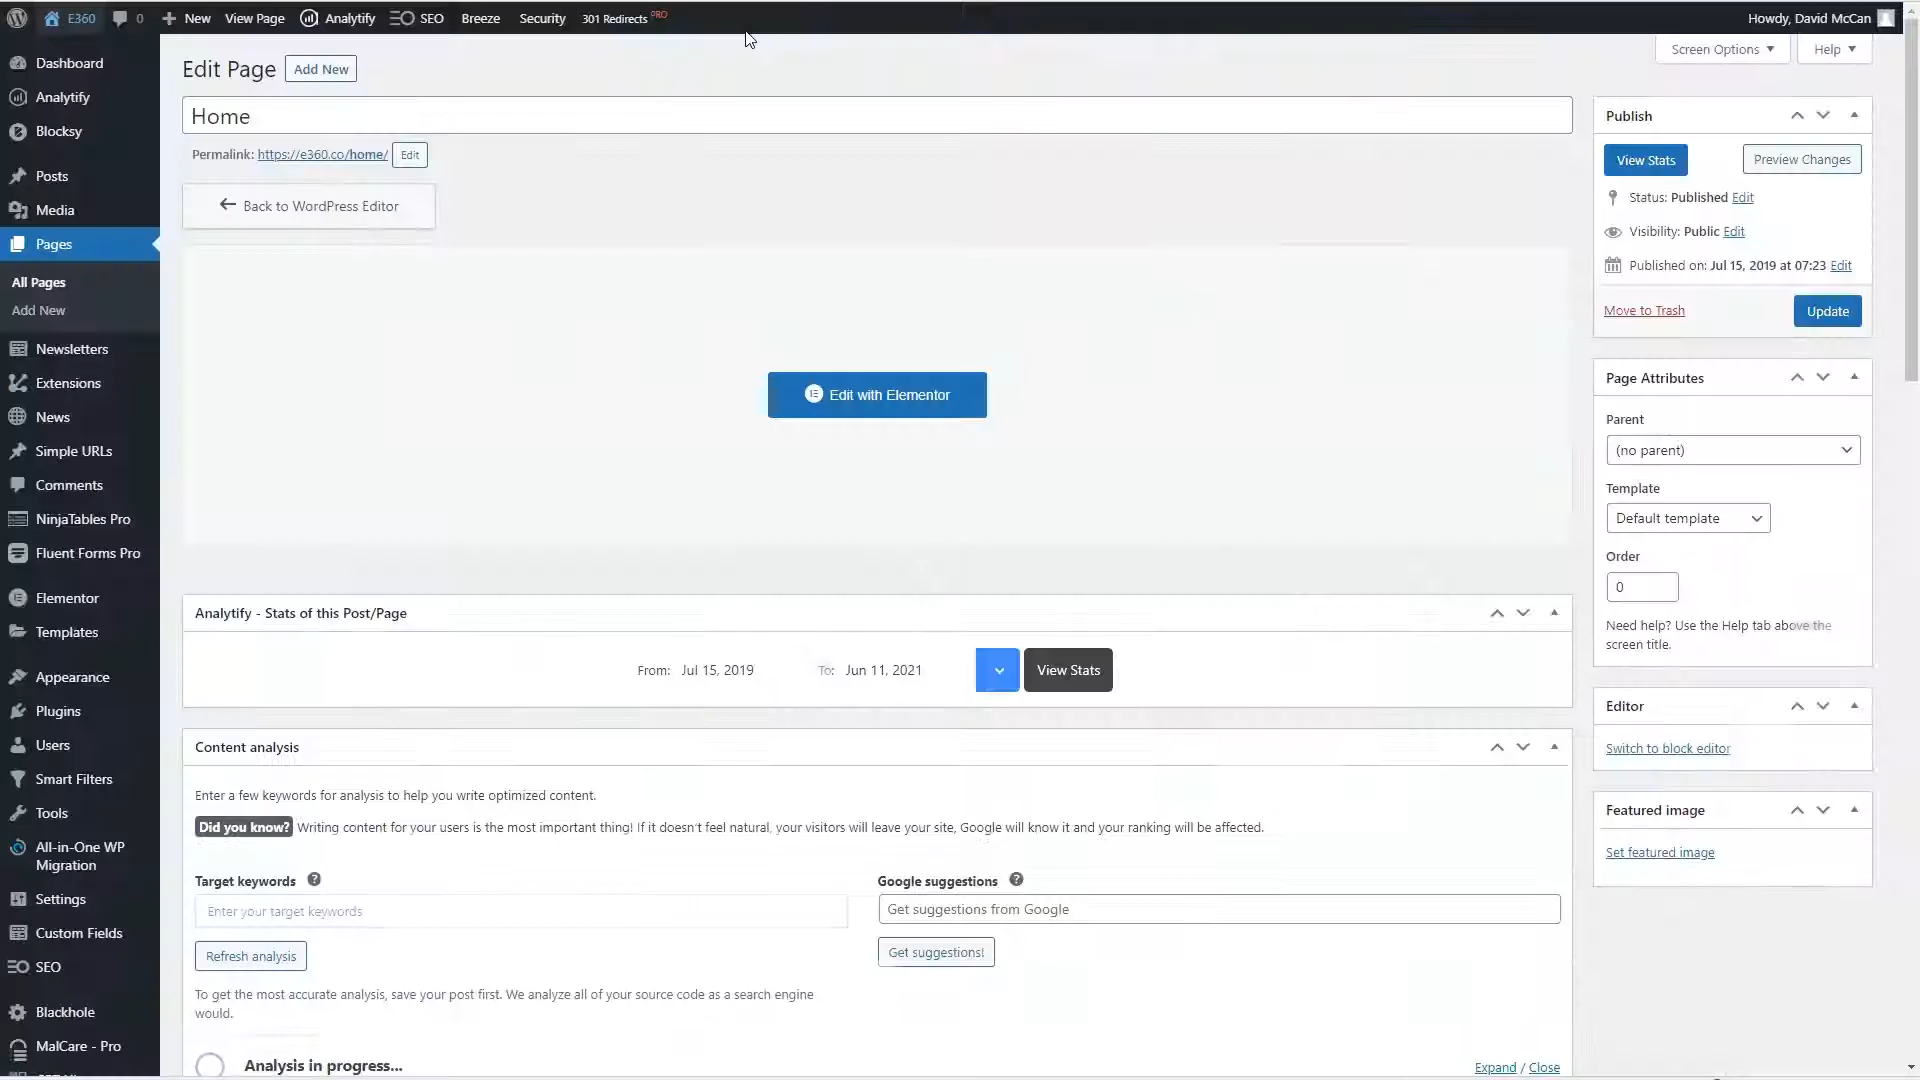 E360
0
New
View Page
Analytify
SEO
Breeze
Security
301 Redirects PRO
Howdy, David McCan
Screen Options
Help
Dashboard
Analytify
Blocksy
Posts
Media
Pages
All Pages
Add New
Newsletters
Extensions
News
Simple URLs
Comments
NinjaTables Pro
Fluent Forms Pro
Elementor
Templates
Appearance
Plugins
Users
Smart Filters
Tools
All-in-One WP
Migration
Settings
Custom Fields
SEO
Blackhole
MalCare - Pro
Edit Page
Add New
Home
Permalink: https://e360.co/home/ Edit
Back to WordPress Editor
Edit with Elementor
Analytify - Stats of this Post/Page
From: Jul 15, 2019
To: Jun 11, 2021
View Stats
Content analysis
Enter a few keywords for analysis to help you write optimized content.
Did you know? Writing content for your users is the most important thing! If it doesn't feel natural, your visitors will leave your site, Google will know it and your ranking will be affected.
Target keywords
Enter your target keywords
Refresh analysis
To get the most accurate analysis, save your post first. We analyze all of your source code as a search engine
would.
Google suggestions
Get suggestions from Google
Get suggestions!
Analysis in progress...
Expand / Close
Publish
View Stats
Preview Changes
Status: Published Edit
Visibility: Public Edit
Published on: Jul 15, 2019 at 07:23 Edit
Move to Trash
Update
Page Attributes
Parent
(no parent)
Template
Default template
Order
0
Need help? Use the Help tab above the
screen title.
Editor
Switch to block editor
Featured image
Set featured image